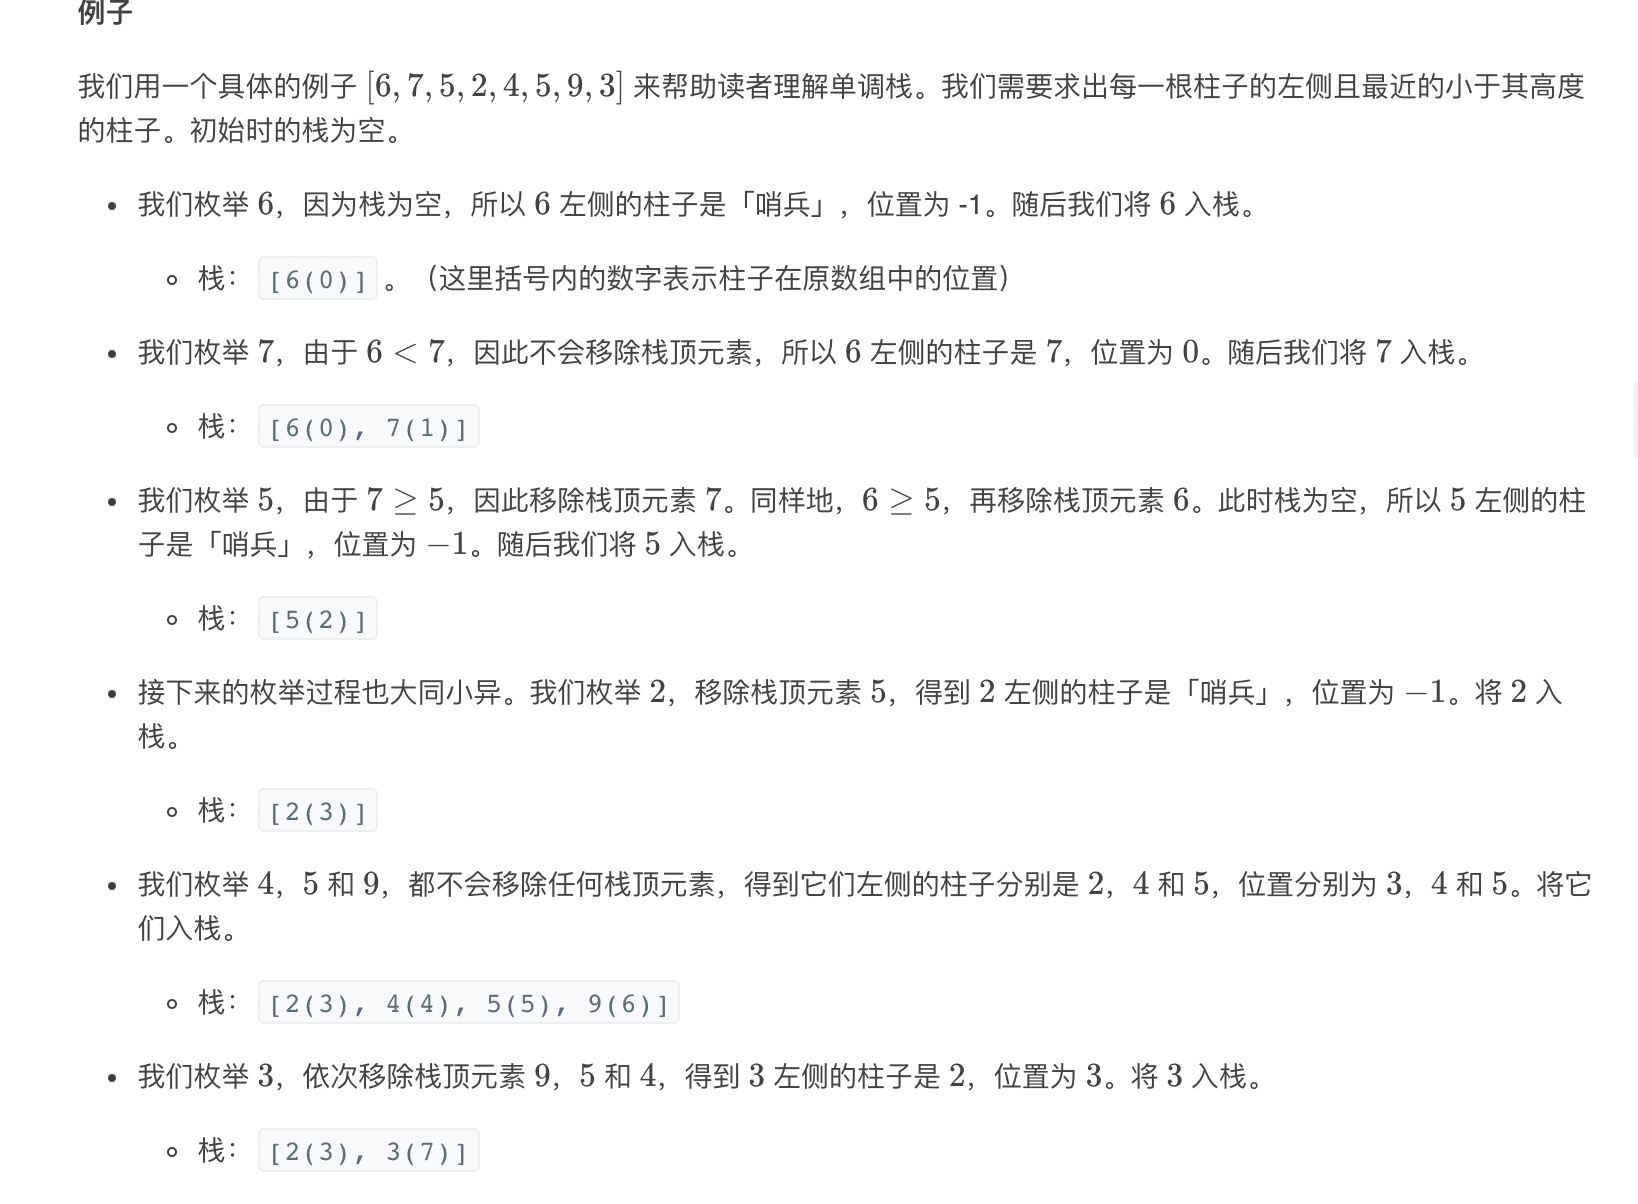 例子
我们用一个具体的例子 [6, 7, 5, 2, 4, 5, 9, 3] 来帮助读者理解单调栈。我们需要求出每一根柱子的左侧且最近的小于其高度
的柱子。初始时的栈为空。
• 我们枚举 6，因为栈为空，所以 6 左侧的柱子是「哨兵」，位置为 -1。随后我们将 6 入栈。
◦ 栈： [6(0)] 。（这里括号内的数字表示柱子在原数组中的位置）
• 我们枚举 7，由于 6 < 7，因此不会移除栈顶元素，所以 6 左侧的柱子是 7，位置为 0。随后我们将 7 入栈。
◦ 栈： [6(0), 7(1)]
• 我们枚举 5，由于 7 ≥ 5，因此移除栈顶元素 7。同样地，6 ≥ 5，再移除栈顶元素 6。此时栈为空，所以 5 左侧的柱
子是「哨兵」，位置为 −1。随后我们将 5 入栈。
◦ 栈： [5(2)]
• 接下来的枚举过程也大同小异。我们枚举 2，移除栈顶元素 5，得到 2 左侧的柱子是「哨兵」，位置为 −1。将 2 入
栈。
◦ 栈： [2(3)]
• 我们枚举 4，5 和 9，都不会移除任何栈顶元素，得到它们左侧的柱子分别是 2，4 和 5，位置分别为 3，4 和 5。将它
们入栈。
◦ 栈： [2(3), 4(4), 5(5), 9(6)]
• 我们枚举 3，依次移除栈顶元素 9，5 和 4，得到 3 左侧的柱子是 2，位置为 3。将 3 入栈。
◦ 栈： [2(3), 3(7)]